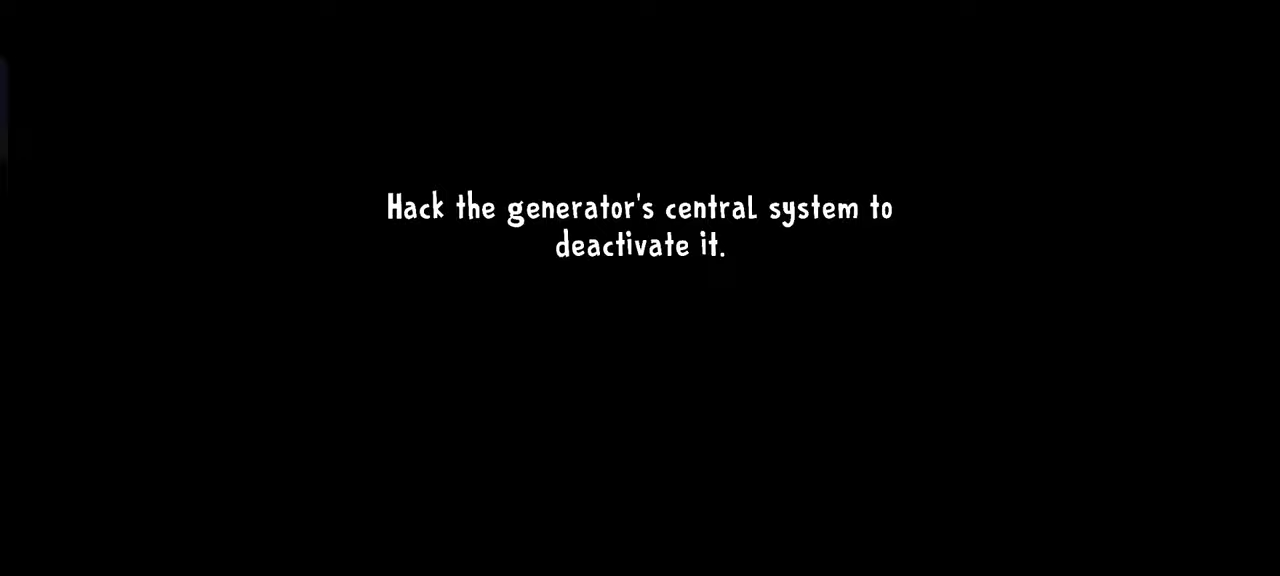 Hack the generator's central system to
deactivate it.